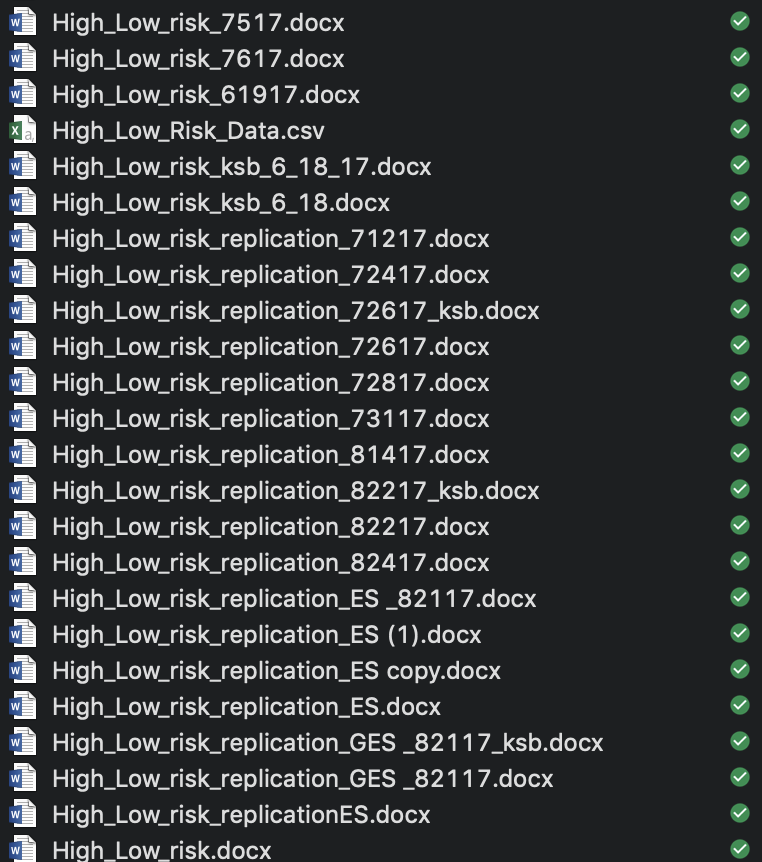 High_Low_risk_7517.docx
High_Low_risk_7617.docx
High_Low_risk_61917.docx
High_Low_Risk_Data.csv
High_Low_risk_ksb_6_18_17.docx
High_Low_risk_ksb_6_18.docx
High_Low_risk_replication_71217.docx
High_Low_risk_replication_72417.docx
High_Low_risk_replication_72617_ksb.docx
High_Low_risk_replication_72617.docx
High_Low_risk_replication_72817.docx
High_Low_risk_replication_73117.docx
High_Low_risk_replication_81417.docx
High_Low_risk_replication_82217_ksb.docx
High_Low_risk_replication_82217.docx
High_Low_risk_replication_82417.docx
High_Low_risk_replication_ES _82117.docx
High_Low_risk_replication_ES (1).docx
High_Low_risk_replication_ES copy.docx
High_Low_risk_replication_ES.docx
High_Low_risk_replication_GES _82117_ksb.docx
High_Low_risk_replication_GES _82117.docx
High_Low_risk_replicationES.docx
High_Low_risk.docx